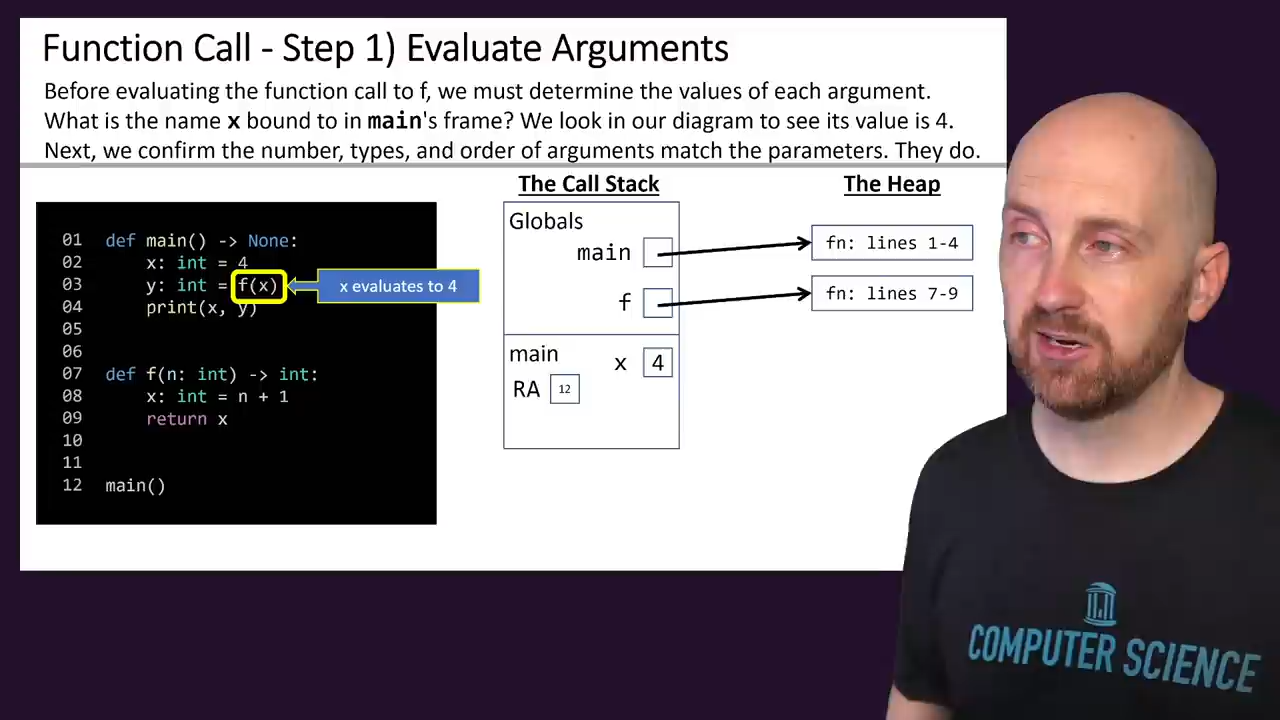 Function Call - Step 1) Evaluate Arguments
Before evaluating the function call to f, we must determine the values of each argument.
What is the name x bound to in main's frame? We look in our diagram to see its value is 4.
Next, we confirm the number, types, and order of arguments match the parameters. They do.
01 def main() -> None:
02 x: int = 4
03 y: int = f(x)
04 print(x, y)
05
06
07 def f(n: int) -> int:
08 x: int = n + 1
09 return x
10
11
12 main()
x evaluates to 4
The Call Stack
Globals
main
f
main
x 4
RA 12
The Heap
fn: lines 1-4
fn: lines 7-9
COMPUTER SCIENCE